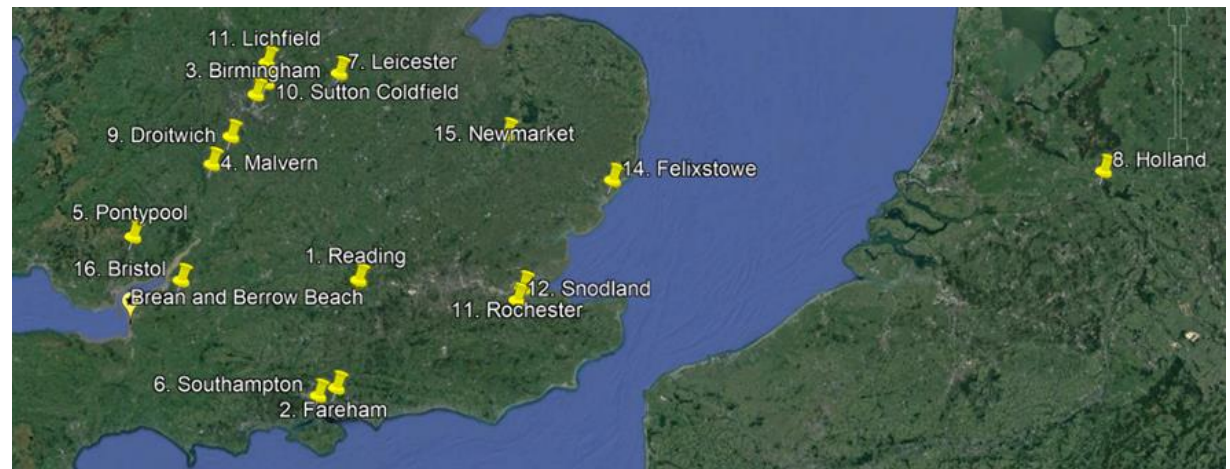 11. Lichfield
3. Birmingham
7. Leicester
10. Sutton Coldfield
9. Droitwich
15. Newmarket
4. Malvern
14. Felixstowe
8. Holland
5. Pontypool
16. Bristol
1. Reading
Brean and Berrow Beach
12. Snodland
11. Rochester
6. Southampton
2. Fareham